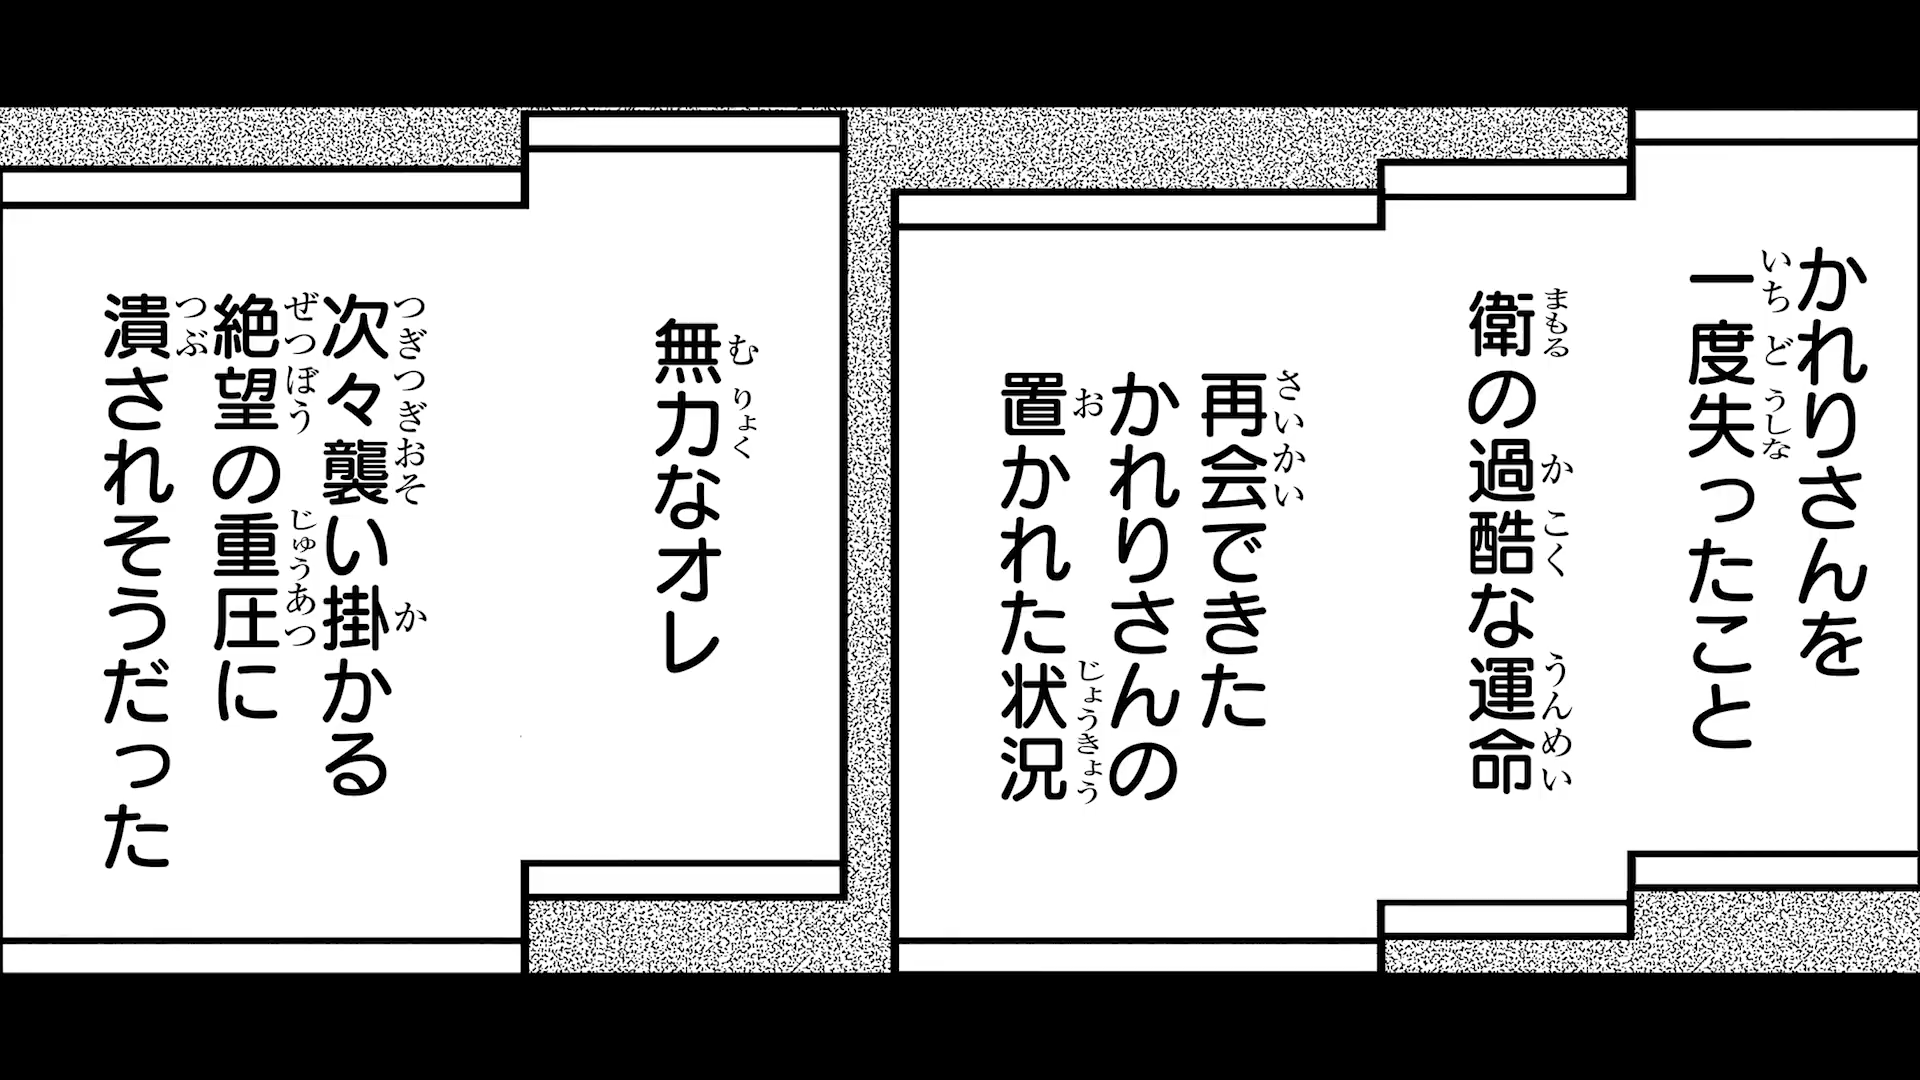 かれりさんを
一度失ったこと
衛の過酷な運命
再会できた
かれりさんの
置かれた状況
無力なオレ
次々襲い掛かる
絶望の重圧に
潰されそうだった